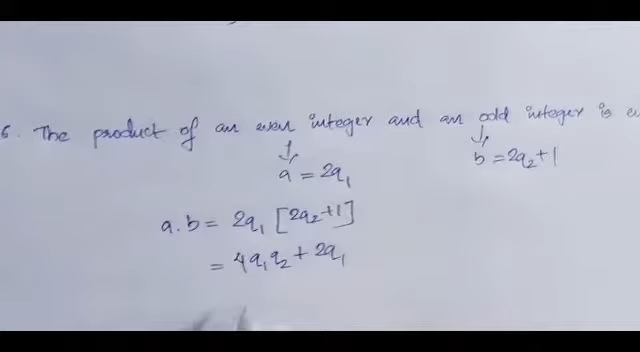 6. The product of an even integer and an odd integer is
a = 2q₁
b = 2q₂+1
a.b = 2q₁ [2q₂+1]
= 4q₁q₂ + 2q₁